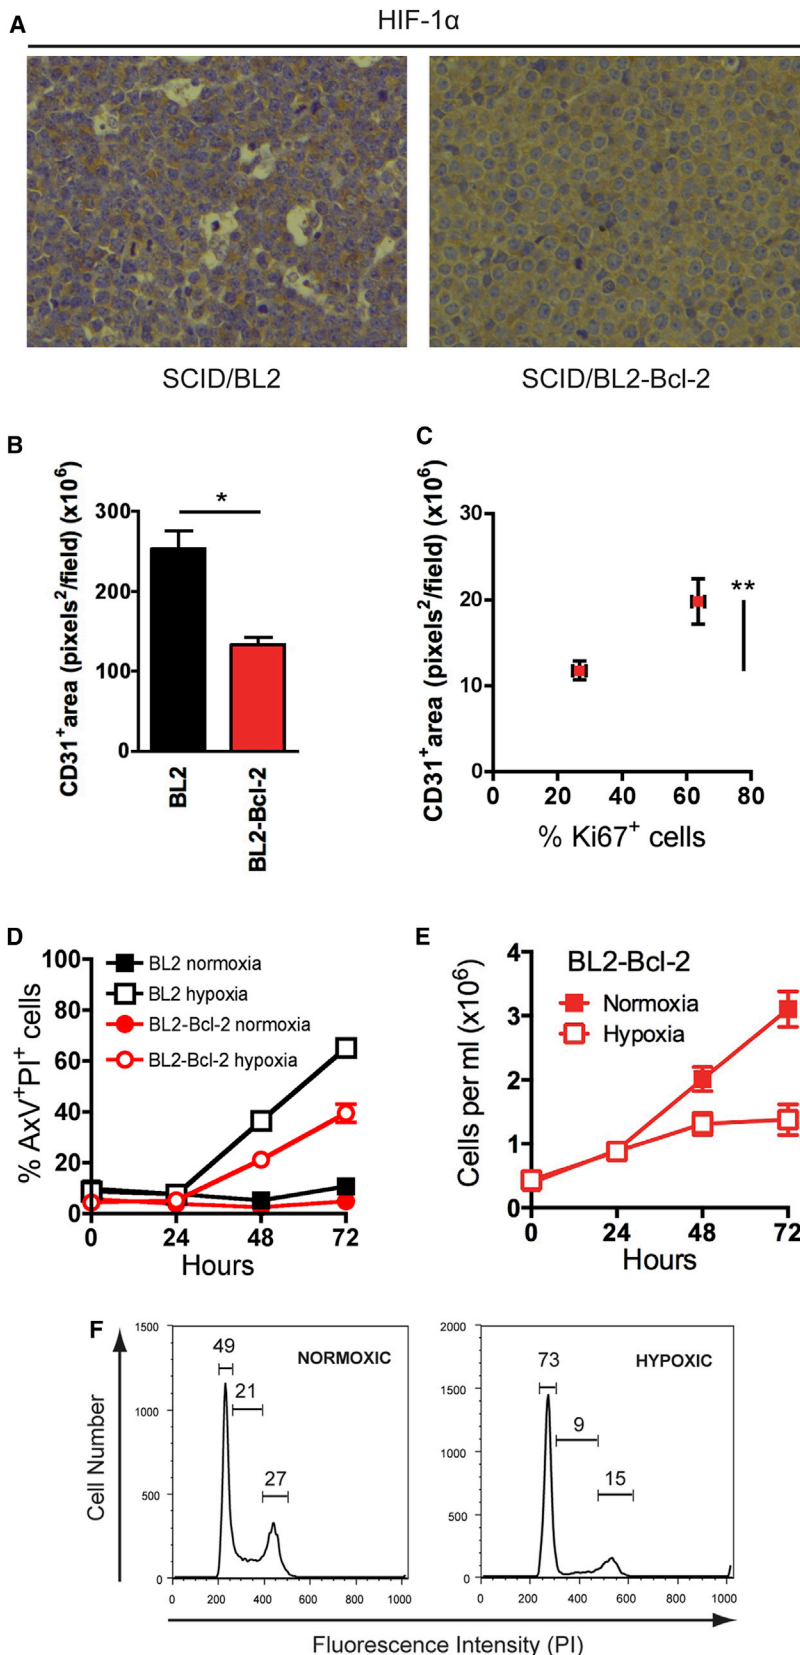 A
HIF-1α
SCID/BL2
SCID/BL2-Bcl-2
B
CD31⁺area (pixels²/field) (x10⁶)
300
200
100
0
*
BL2
BL2-Bcl-2
C
CD31⁺area (pixels²/field) (x10⁶)
30
20
10
0
**
0 20 40 60 80
% Ki67⁺ cells
D
% AxV⁺PI⁺ cells
100
80
60
40
20
0
BL2 normoxia
BL2 hypoxia
BL2-Bcl-2 normoxia
BL2-Bcl-2 hypoxia
0 24 48 72
Hours
E
Cells per ml (x10⁶)
4
3
2
1
0
BL2-Bcl-2
Normoxia
Hypoxia
0 24 48 72
Hours
F
Cell Number
1500
1000
500
0
49
21
27
NORMOXIC
0 200 400 600 800 1000
2000
1500
1000
500
0
73
9
15
HYPOXIC
0 200 400 600 800 1000
Fluorescence Intensity (PI)